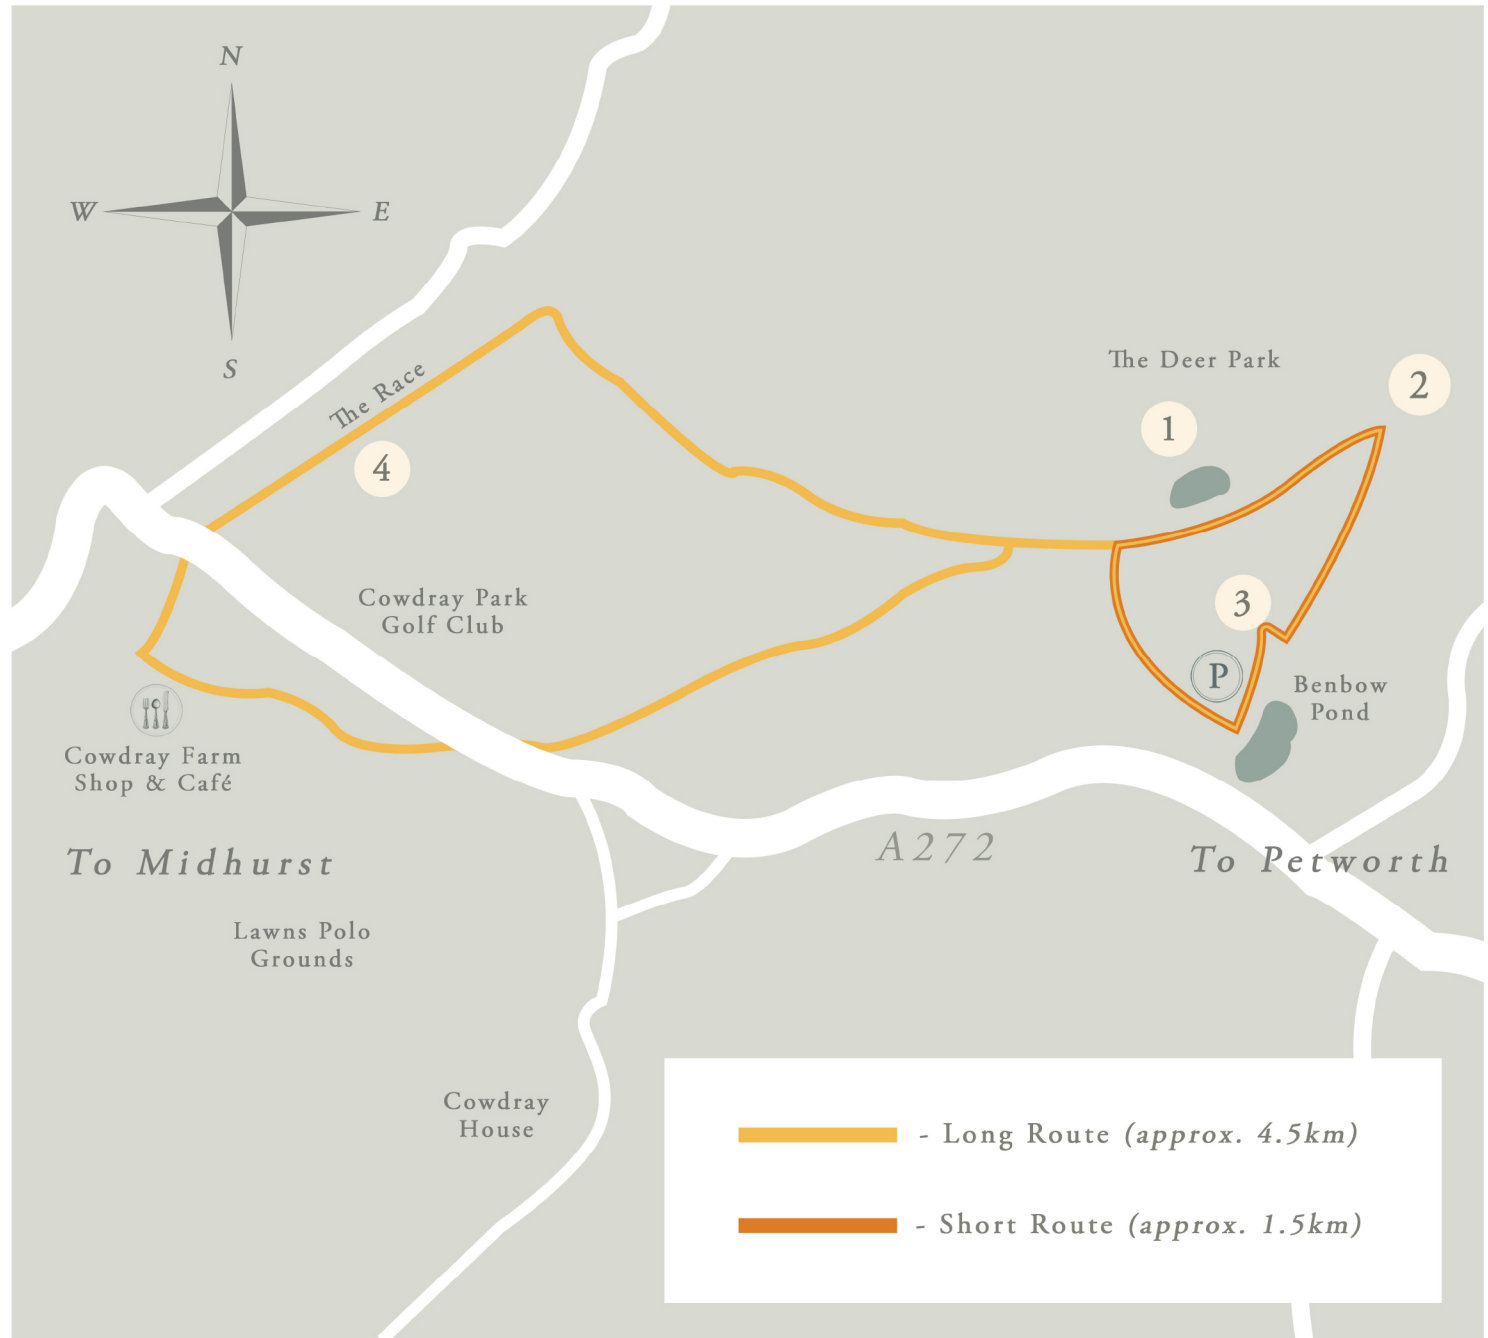 N
W
E
S
The Race
The Deer Park
2
1
4
3
Cowdray Park
Golf Club
P
Benbow
Pond
Cowdray Farm
Shop & Café
A272
To Midhurst
To Petworth
Lawns Polo
Grounds
Cowdray
House
- Long Route (approx. 4.5km)
- Short Route (approx. 1.5km)